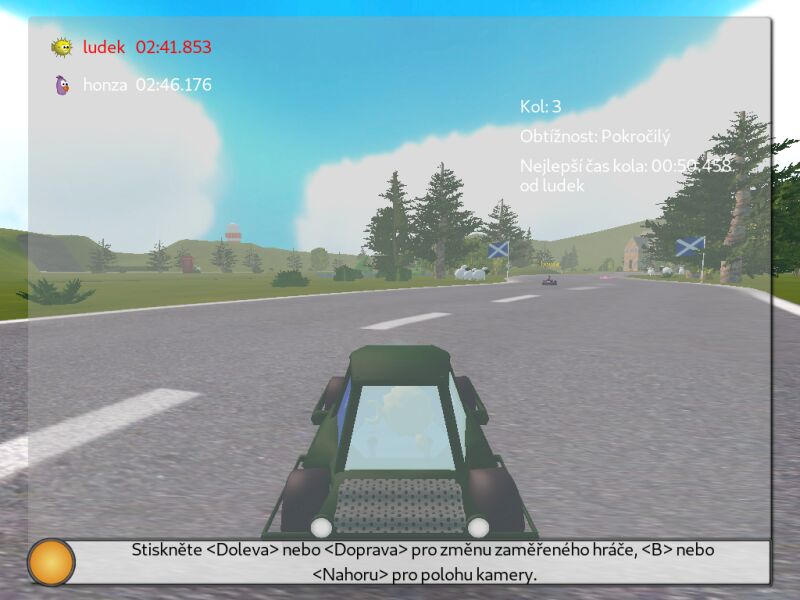 ludek 02:41.853
honza 02:46.176
Kol: 3
Obtížnost: Pokročilý
Nejlepší čas kola: 00:50.458
od ludek
honza
Stiskněte <Doleva> nebo <Doprava> pro změnu zaměřeného hráče, <B> nebo
<Nahoru> pro polohu kamery.